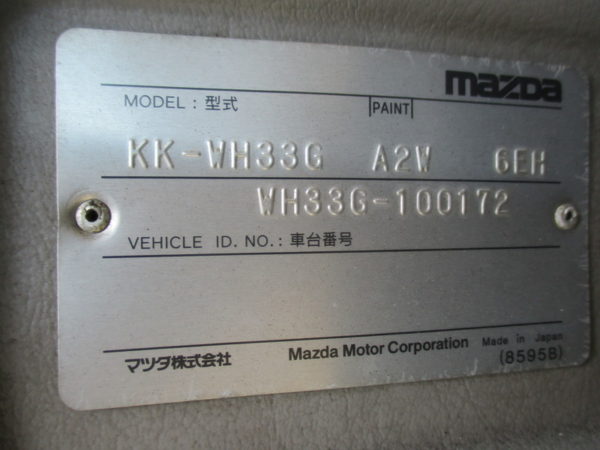 mazda
MODEL : 型式 PAINT
KK-WH33G A2W 6EH
WH33G-100172
VEHICLE ID. NO. : 車台番号
マツダ株式会社 Mazda Motor Corporation Made in Japan
(8595B)